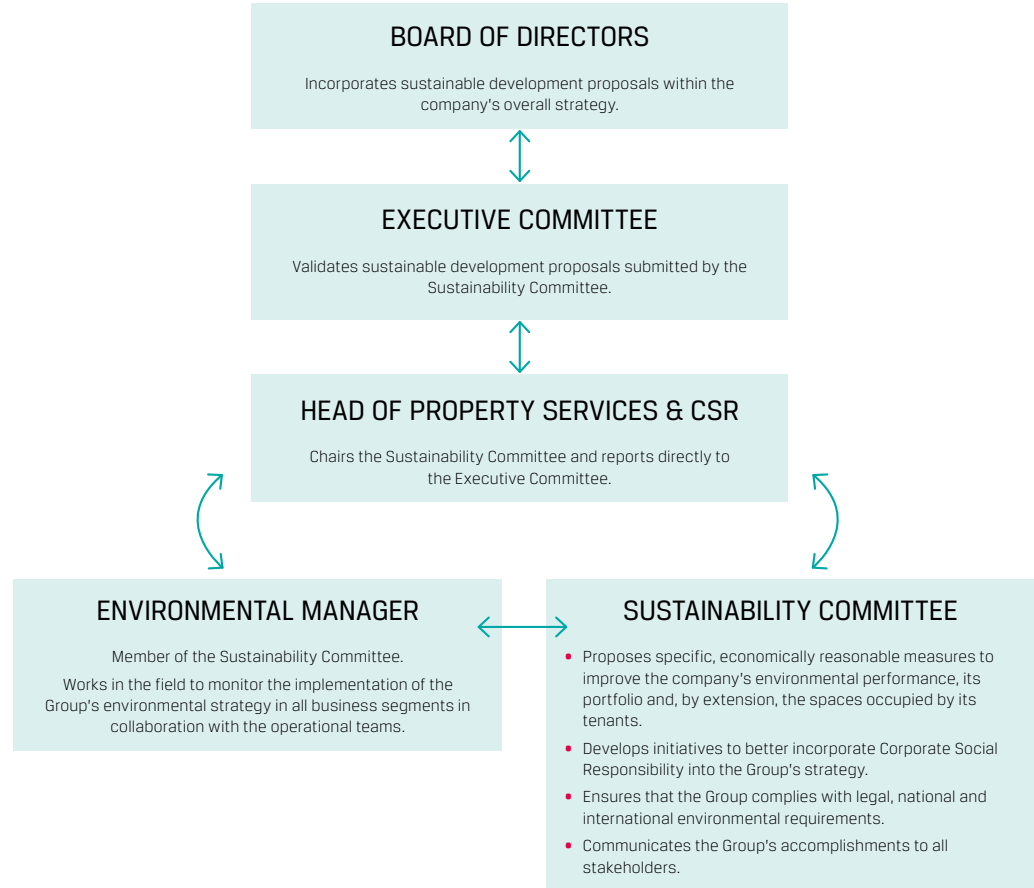 BOARD OF DIRECTORS
Incorporates sustainable development proposals within the
company's overall strategy.
EXECUTIVE COMMITTEE
Validates sustainable development proposals submitted by the
Sustainability Committee.
HEAD OF PROPERTY SERVICES & CSR
Chairs the Sustainability Committee and reports directly to
the Executive Committee.
ENVIRONMENTAL MANAGER
Member of the Sustainability Committee.
Works in the field to monitor the implementation of the
Group's environmental strategy in all business segments in
collaboration with the operational teams.
SUSTAINABILITY COMMITTEE
• Proposes specific, economically reasonable measures to
improve the company's environmental performance, its
portfolio and, by extension, the spaces occupied by its
tenants.
• Develops initiatives to better incorporate Corporate Social
Responsibility into the Group's strategy.
• Ensures that the Group complies with legal, national and
international environmental requirements.
• Communicates the Group's accomplishments to all
stakeholders.